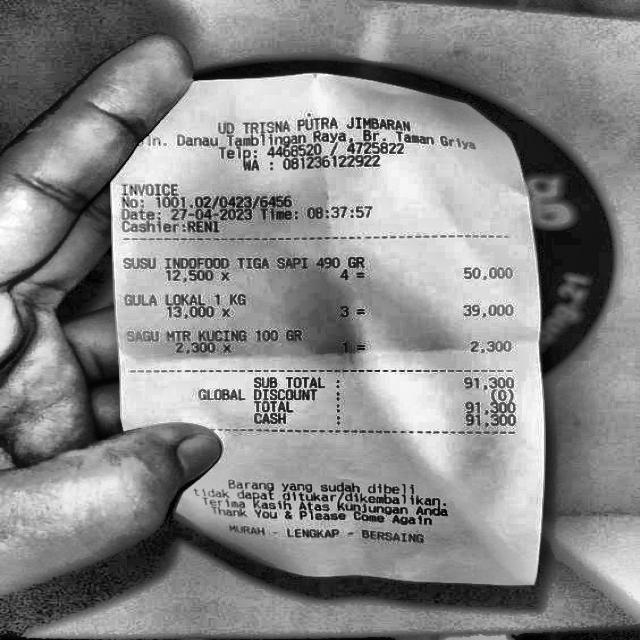 UD TRISNA PUTRA JIMBARAN
Jln. Danau Tamblingan Raya, Br. Taman Griya
Telp: 4468520 / 4725822
WA : 081236122922
INVOICE
No: 1001.02/0423/6456
Date: 27-04-2023 Time: 08:37:57
Cashier:RENI
SUSU INDOFOOD TIGA SAPI 490 GR
12,500 x 4 = 50,000
GULA LOKAL 1 KG
13,000 x 3 = 39,000
SAGU MTR KUCING 100 GR
2,300 x 1 = 2,300
SUB TOTAL : 91,300
GLOBAL DISCOUNT : (0)
TOTAL : 91,300
CASH : 91,300
Barang yang sudah dibeli
tidak dapat ditukar/dikembalikan.
Terima Kasih Atas Kunjungan Anda
Thank You & Please Come Again
MURAH - LENGKAP - BERSAING